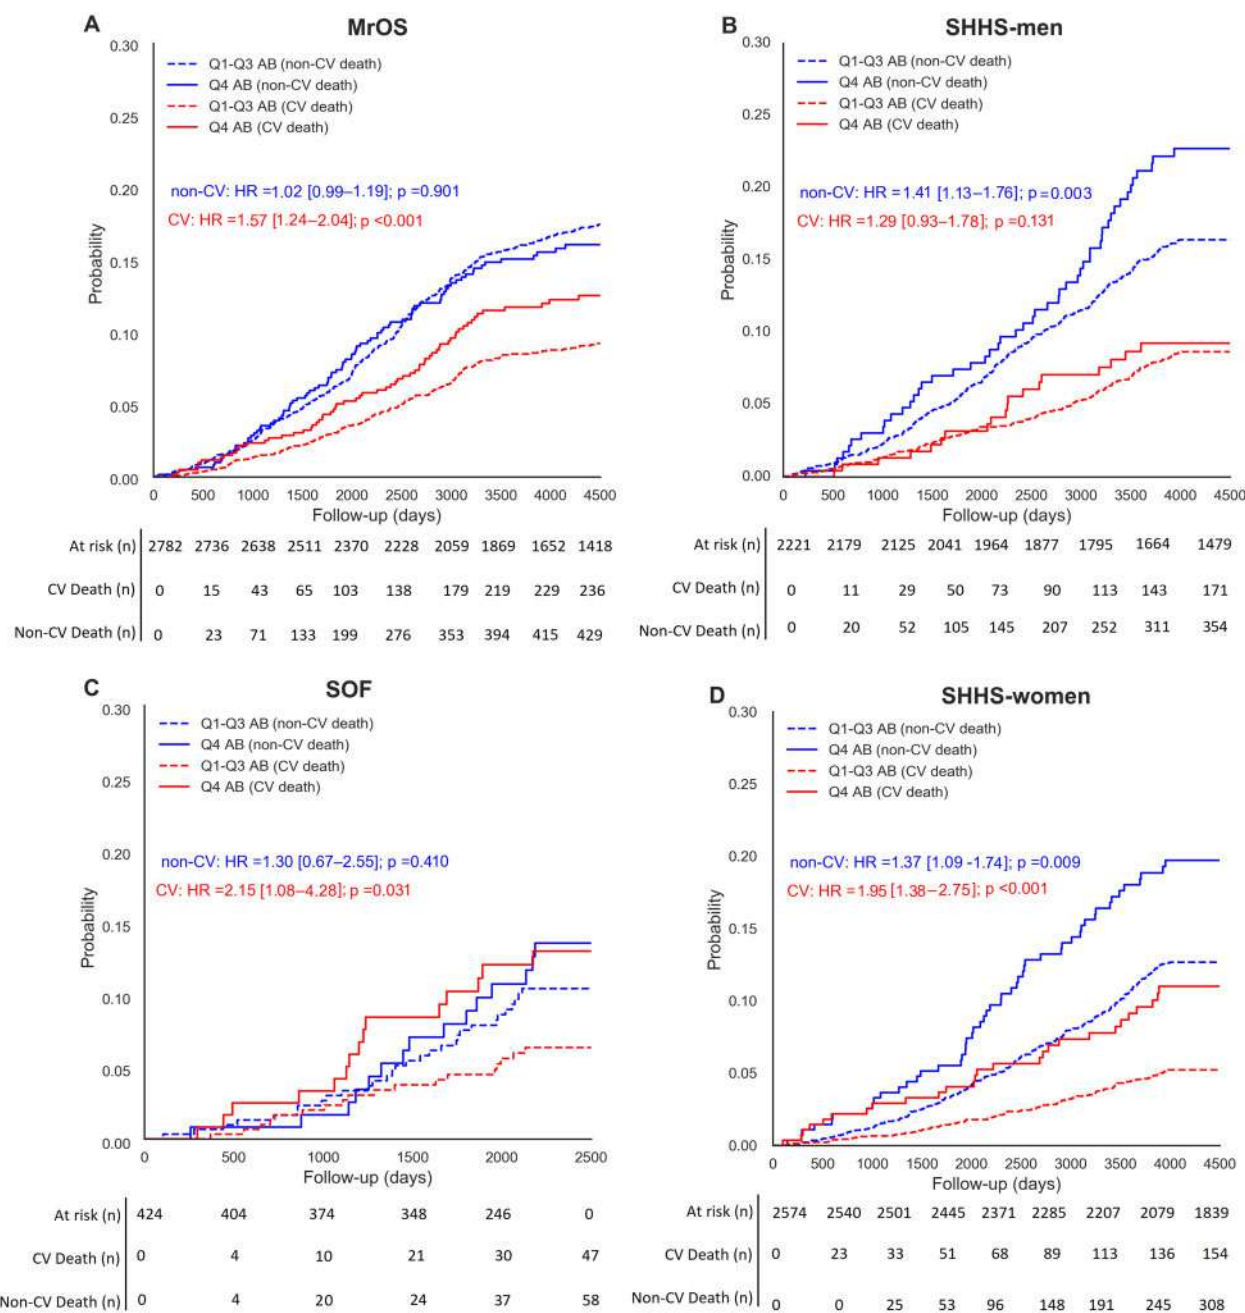 A
MrOS
0.30
0.25
0.20
0.15
0.10
0.05
0.00
Probability
Q1-Q3 AB (non-CV death)
Q4 AB (non-CV death)
Q1-Q3 AB (CV death)
Q4 AB (CV death)
non-CV: HR =1.02 [0.99–1.19]; p =0.901
CV: HR =1.57 [1.24–2.04]; p <0.001
0 500 1000 1500 2000 2500 3000 3500 4000 4500
Follow-up (days)
At risk (n) 2782 2736 2638 2511 2370 2228 2059 1869 1652 1418
CV Death (n) 0 15 43 65 103 138 179 219 229 236
Non-CV Death (n) 0 23 71 133 199 276 353 394 415 429
B
SHHS-men
0.30
0.25
0.20
0.15
0.10
0.05
0.00
Probability
Q1-Q3 AB (non-CV death)
Q4 AB (non-CV death)
Q1-Q3 AB (CV death)
Q4 AB (CV death)
non-CV: HR =1.41 [1.13–1.76]; p=0.003
CV: HR =1.29 [0.93–1.78]; p =0.131
0 500 1000 1500 2000 2500 3000 3500 4000 4500
Follow-up (days)
At risk (n) 2221 2179 2125 2041 1964 1877 1795 1664 1479
CV Death (n) 0 11 29 50 73 90 113 143 171
Non-CV Death (n) 0 20 52 105 145 207 252 311 354
C
SOF
0.30
0.25
0.20
0.15
0.10
0.05
0.00
Probability
Q1-Q3 AB (non-CV death)
Q4 AB (non-CV death)
Q1-Q3 AB (CV death)
Q4 AB (CV death)
non-CV: HR =1.30 [0.67–2.55]; p =0.410
CV: HR =2.15 [1.08–4.28]; p =0.031
0 500 1000 1500 2000 2500
Follow-up (days)
At risk (n) 424 404 374 348 246 0
CV Death (n) 0 4 10 21 30 47
Non-CV Death (n) 0 4 20 24 37 58
D
SHHS-women
0.30
0.25
0.20
0.15
0.10
0.05
0.00
Probability
Q1-Q3 AB (non-CV death)
Q4 AB (non-CV death)
Q1-Q3 AB (CV death)
Q4 AB (CV death)
non-CV: HR =1.37 [1.09 -1.74]; p =0.009
CV: HR =1.95 [1.38–2.75]; p <0.001
0 500 1000 1500 2000 2500 3000 3500 4000 4500
Follow-up (days)
At risk (n) 2574 2540 2501 2445 2371 2285 2207 2079 1839
CV Death (n) 0 23 33 51 68 89 113 136 154
Non-CV Death (n) 0 0 25 53 96 148 191 245 308